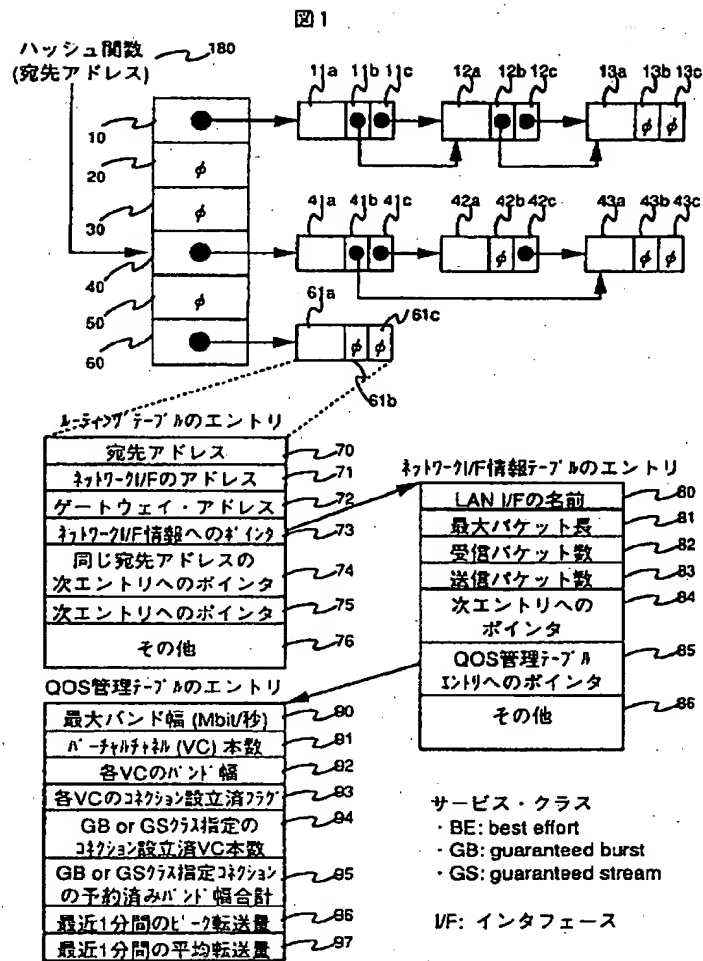 図1
ハッシュ関数
(宛先アドレス)
180
11a 11b 11c 12a 12b 12c 13a 13b 13c
10
φ φ
20 φ
30 φ
41a 41b 41c 42a 42b 42c 43a 43b 43c
40
φ φ φ
50 φ
61a 61c
60
φ φ
61b
ルーティングテーブルのエントリ
宛先アドレス 70
ネットワークI/Fのアドレス 71
ゲートウェイ・アドレス 72
ネットワークI/F情報へのポインタ 73
同じ宛先アドレスの
次エントリへのポインタ 74
次エントリへのポインタ 75
その他 76
ネットワークI/F情報テーブルのエントリ
LAN I/Fの名前 80
最大パケット長 81
受信パケット数 82
送信パケット数 83
次エントリへの
ポインタ 84
QOS管理テーブル
エントリへのポインタ 85
その他 86
QOS管理テーブルのエントリ
最大バンド幅 (Mbit/秒) 90
バーチャルチャネル (VC) 本数 91
各VCのバンド幅 92
各VCのコネクション設立済フラグ 93
GB or GSクラス指定の
コネクション設立済VC本数 94
GB or GSクラス指定コネクション
の予約済みバンド幅合計 95
最近1分間のピーク転送量 96
最近1分間の平均転送量 97
サービス・クラス
・BE: best effort
・GB: guaranteed burst
・GS: guaranteed stream
I/F: インタフェース